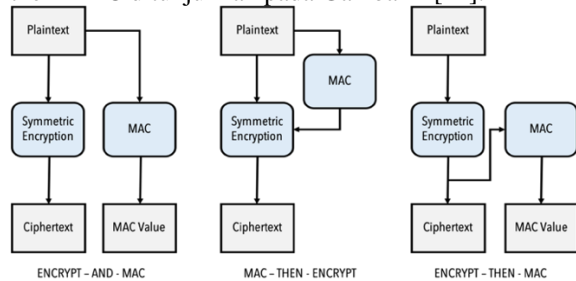 Plaintext
MAC
Symmetric
Encryption
Ciphertext
MAC Value
ENCRYPT – AND - MAC
Plaintext
MAC
Symmetric
Encryption
Ciphertext
MAC – THEN - ENCRYPT
Plaintext
Symmetric
Encryption
MAC
Ciphertext
MAC Value
ENCRYPT – THEN - MAC